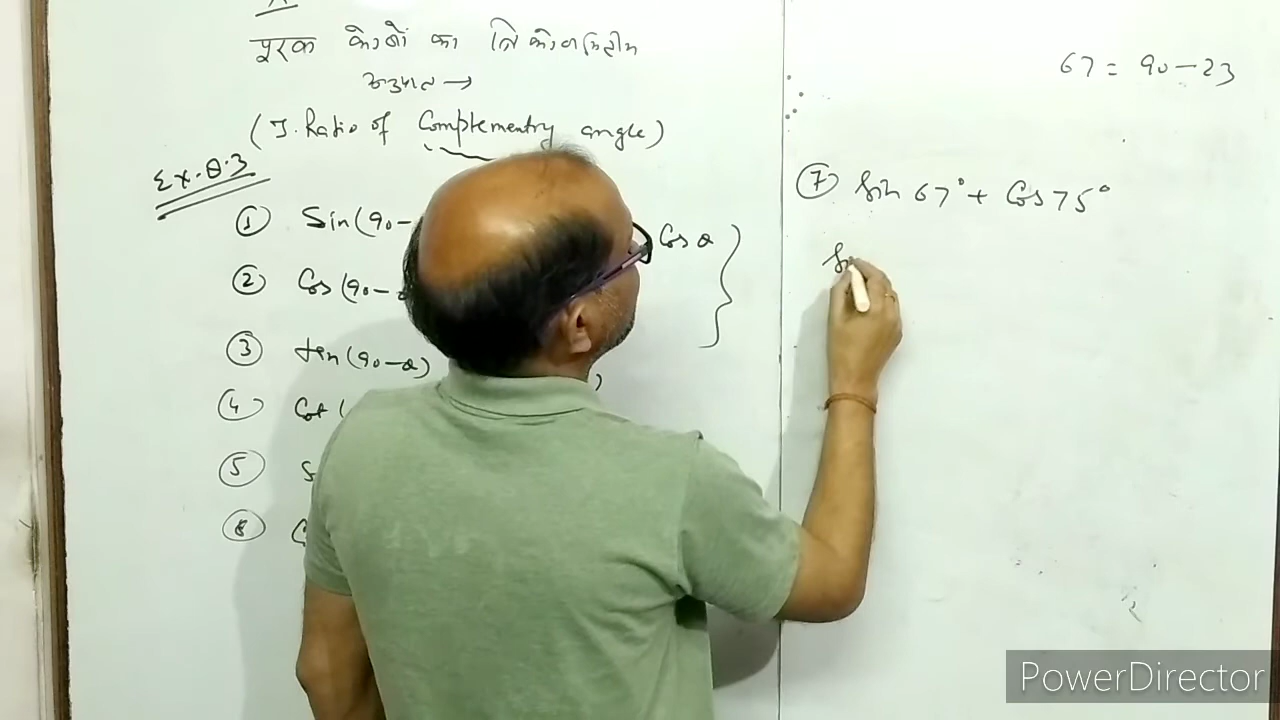 पूरक कोणों का त्रिकोणमितीय
अनुपात →
(T. Ratio of Complementry angle)
Ex. 8.3
① Sin(90-
Cos θ
② Cos(90-
③ tan(90-θ)
④ Cot(
⑤ S
⑥ C
67 = 90-23
⑦ Sin 67° + Cos 75°
Si
PowerDirector